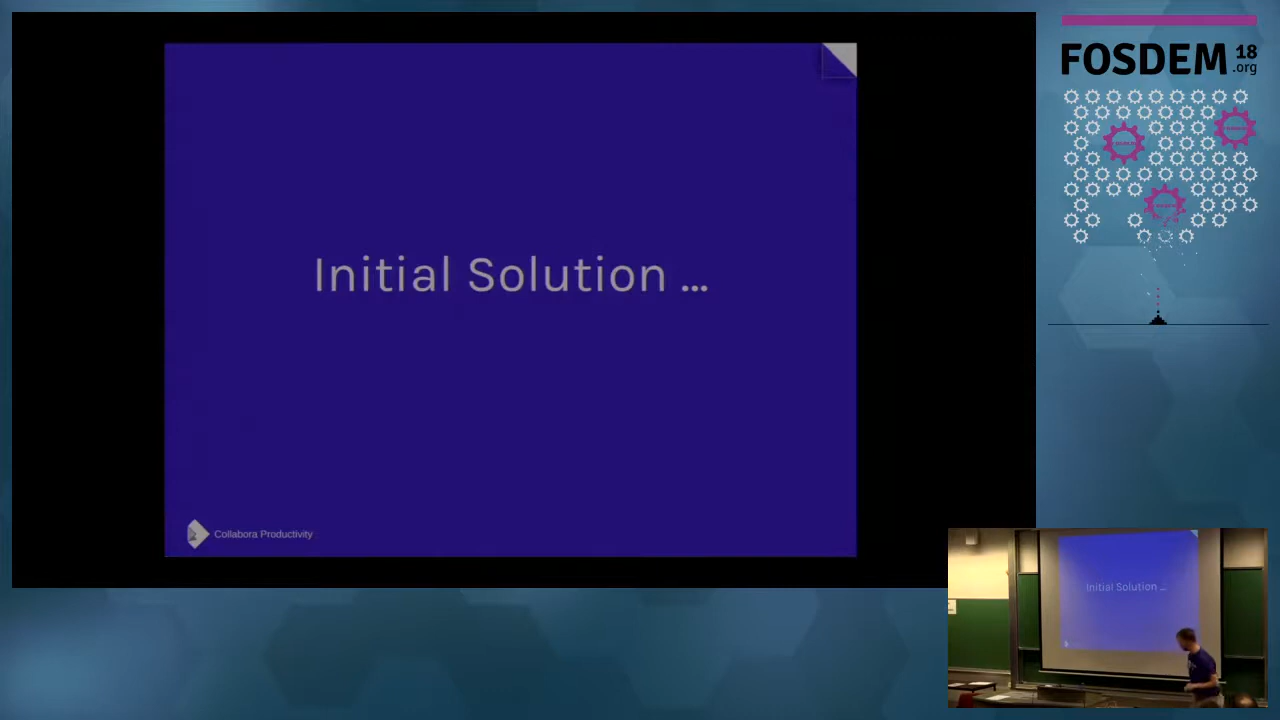 Initial Solution ...
Collabora Productivity
FOSDEM 18
.org
Initial Solution ...